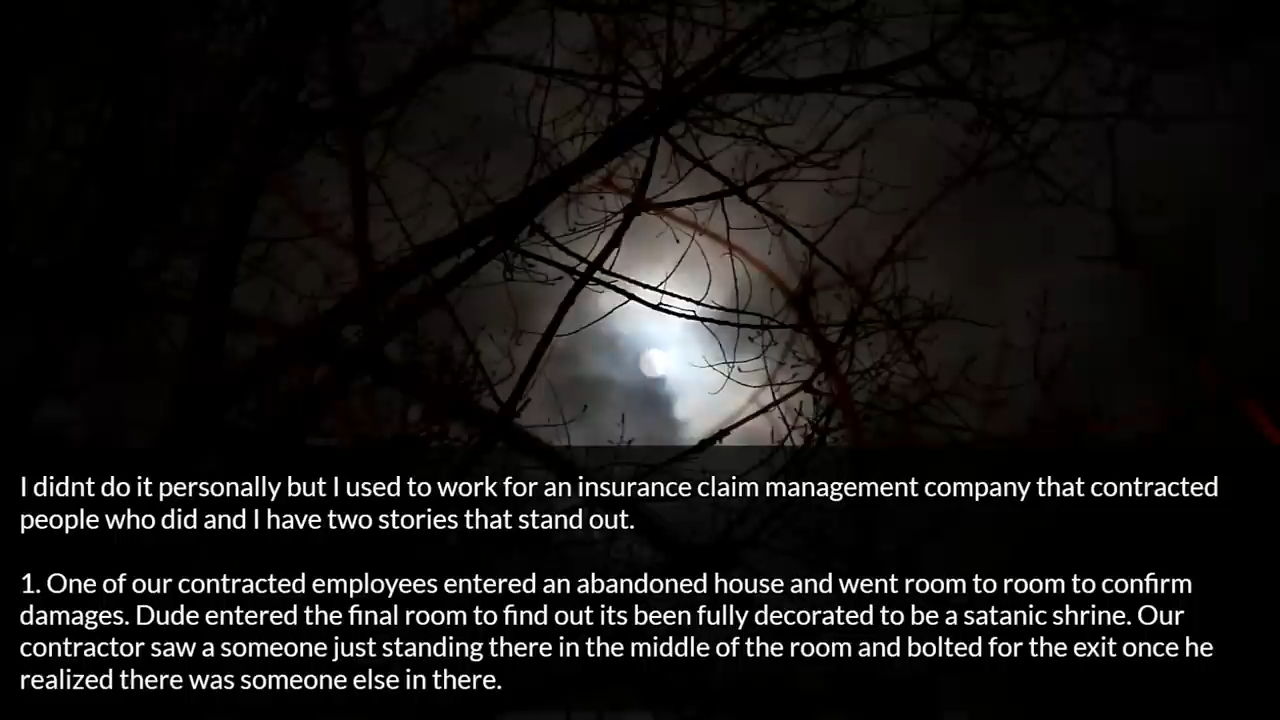 I didnt do it personally but I used to work for an insurance claim management company that contracted
people who did and I have two stories that stand out.
1. One of our contracted employees entered an abandoned house and went room to room to confirm
damages. Dude entered the final room to find out its been fully decorated to be a satanic shrine. Our
contractor saw a someone just standing there in the middle of the room and bolted for the exit once he
realized there was someone else in there.